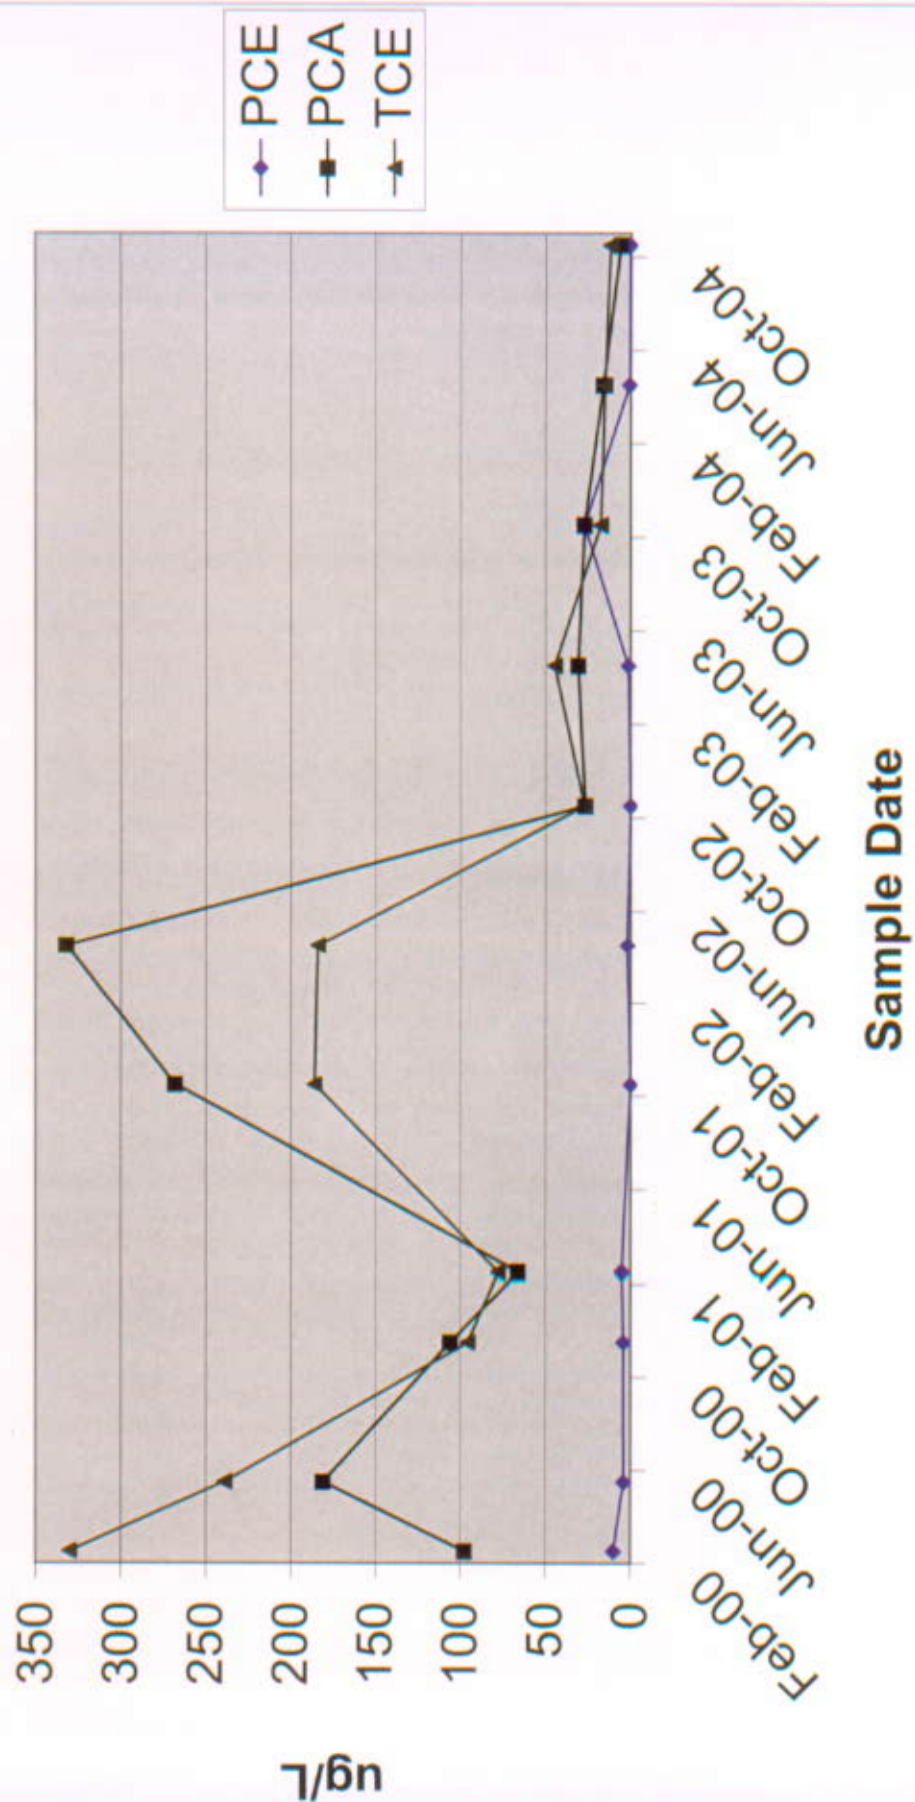 ug/L
350
300
250
200
150
100
50
0
Feb-00
Jun-00
Oct-00
Feb-01
Jun-01
Oct-01
Feb-02
Jun-02
Oct-02
Feb-03
Jun-03
Oct-03
Feb-04
Jun-04
Oct-04
Sample Date
PCE
PCA
TCE